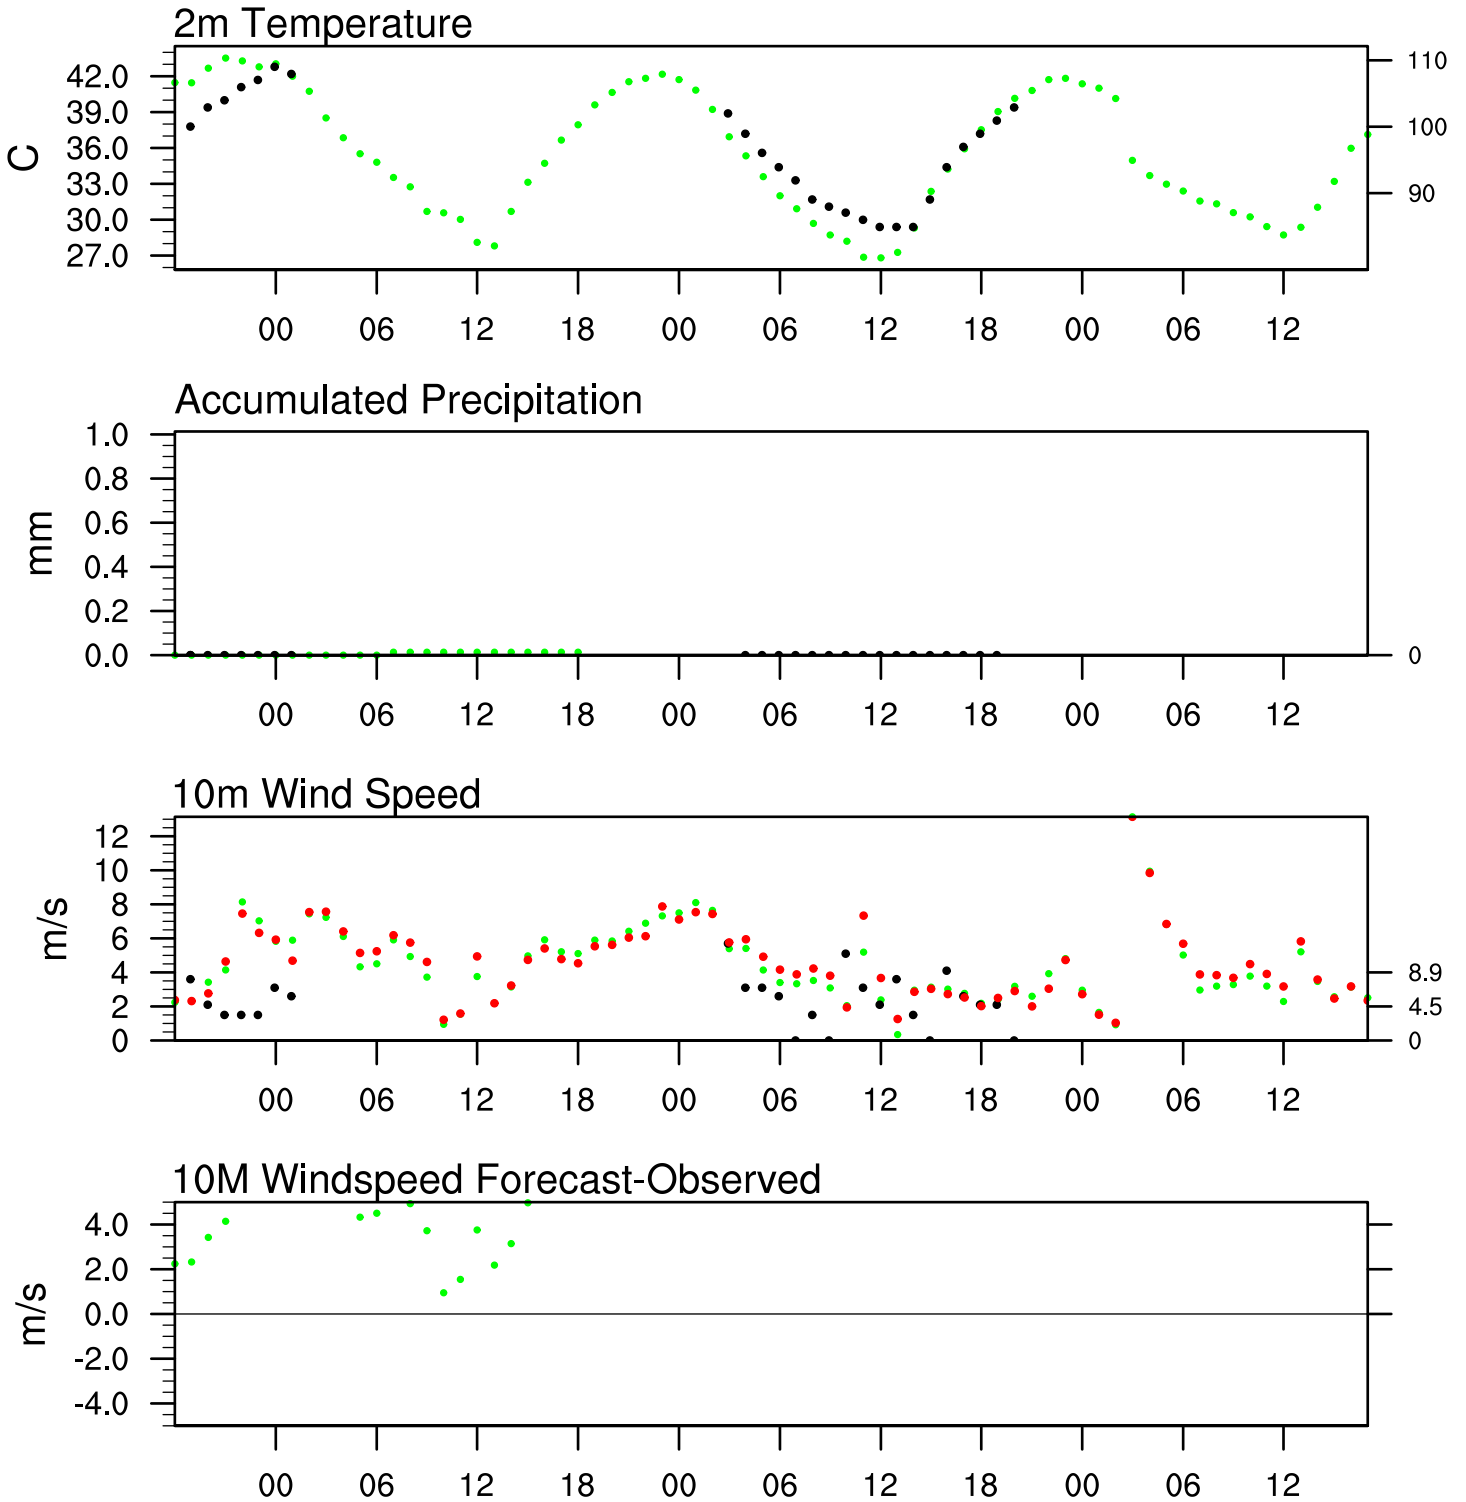 2m Temperature
42.0
39.0
36.0
33.0
30.0
27.0
C
110
100
90
00 06 12 18 00 06 12 18 00 06 12
Accumulated Precipitation
1.0
0.8
0.6
0.4
0.2
0.0
mm
0
00 06 12 18 00 06 12 18 00 06 12
10m Wind Speed
12
10
8
6
4
2
0
m/s
8.9
4.5
0
00 06 12 18 00 06 12 18 00 06 12
10M Windspeed Forecast-Observed
4.0
2.0
0.0
-2.0
-4.0
m/s
00 06 12 18 00 06 12 18 00 06 12